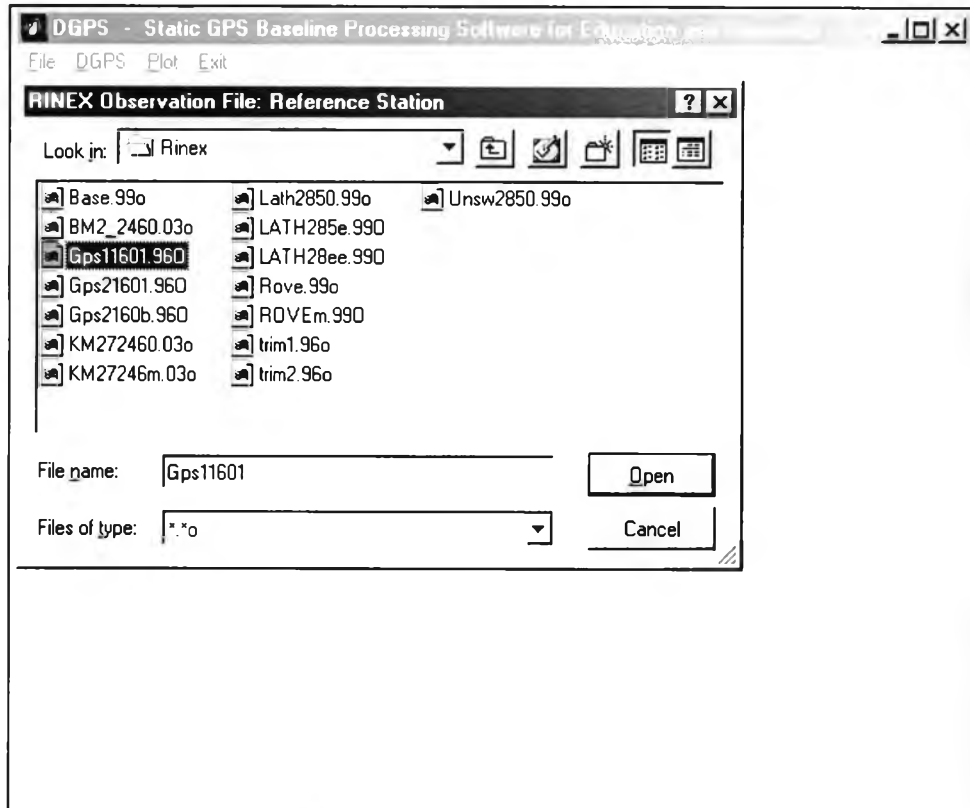 DGPS - Static GPS Baseline Processing Software for Education
File DGPS Plot Exit
RINEX Observation File: Reference Station
Look in: Rinex
Base.99o
BM2_2460.03o
Gps11601.96O
Gps21601.96O
Gps2160b.96O
KM272460.03o
KM27246m.03o
Lath2850.99o
LATH285e.99O
LATH28ee.99O
Rove.99o
ROVEm.99O
trim1.96o
trim2.96o
Unsw2850.99o
File name: Gps11601
Open
Files of type: *.*o
Cancel